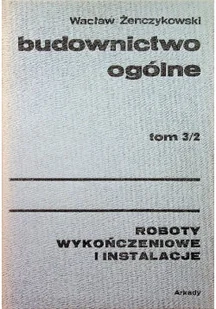 Wacław Żenczykowski
budownictwo
ogólne
tom 3/2
ROBOTY
WYKOŃCZENIOWE
I INSTALACJE
Arkady